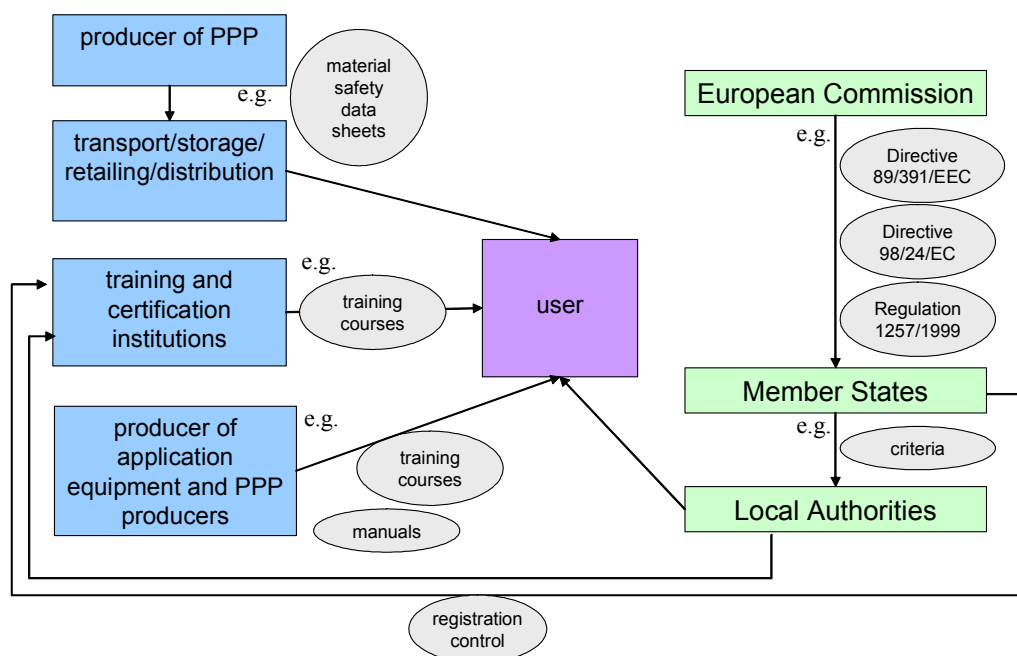 producer of PPP
e.g.
material
safety
data
sheets
transport/storage/
retailing/distribution
training and
certification
institutions
e.g.
training
courses
user
producer of
application
equipment and PPP
producers
e.g.
training
courses
manuals
European Commission
e.g.
Directive
89/391/EEC
Directive
98/24/EC
Regulation
1257/1999
Member States
e.g.
criteria
Local Authorities
registration
control